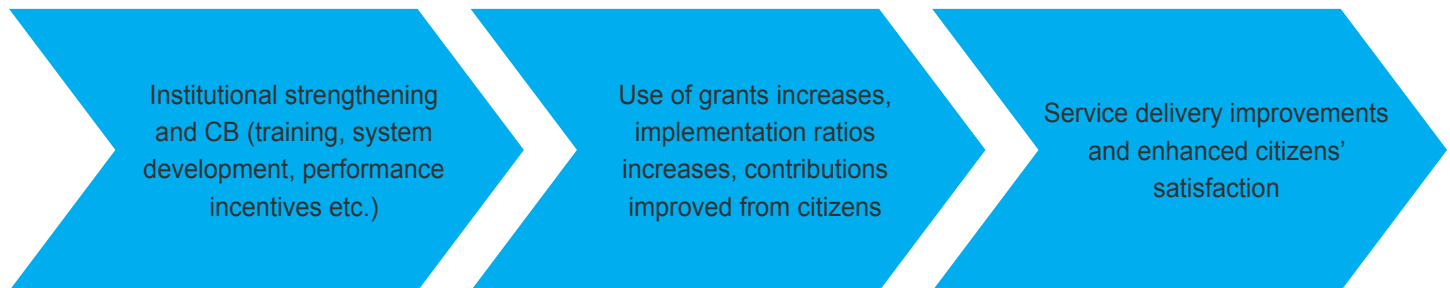 Institutional strengthening
and CB (training, system
development, performance
incentives etc.)
Use of grants increases,
implementation ratios
increases, contributions
improved from citizens
Service delivery improvements
and enhanced citizens’
satisfaction